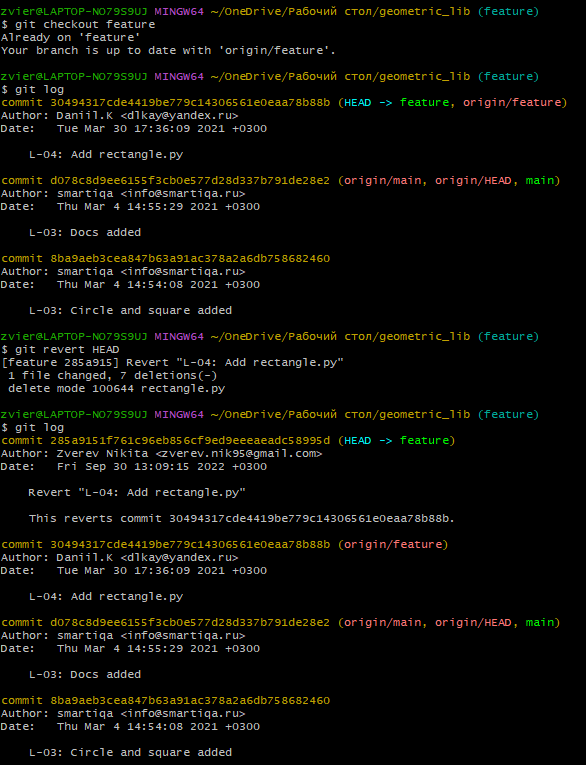 zvier@LAPTOP-NO79S9UJ MINGW64 ~/OneDrive/Рабочий стол/geometric_lib (feature)
$ git checkout feature
Already on 'feature'
Your branch is up to date with 'origin/feature'.
zvier@LAPTOP-NO79S9UJ MINGW64 ~/OneDrive/Рабочий стол/geometric_lib (feature)
$ git log
commit 30494317cde4419be779c14306561e0eaa78b88b (HEAD -> feature, origin/feature)
Author: Daniil.K <dlkay@yandex.ru>
Date:   Tue Mar 30 17:36:09 2021 +0300
    L-04: Add rectangle.py
commit d078c8d9ee6155f3cb0e577d28d337b791de28e2 (origin/main, origin/HEAD, main)
Author: smartiqa <info@smartiqa.ru>
Date:   Thu Mar 4 14:55:29 2021 +0300
    L-03: Docs added
commit 8ba9aeb3cea847b63a91ac378a2a6db758682460
Author: smartiqa <info@smartiqa.ru>
Date:   Thu Mar 4 14:54:08 2021 +0300
    L-03: Circle and square added
zvier@LAPTOP-NO79S9UJ MINGW64 ~/OneDrive/Рабочий стол/geometric_lib (feature)
$ git revert HEAD
[feature 285a915] Revert "L-04: Add rectangle.py"
 1 file changed, 7 deletions(-)
 delete mode 100644 rectangle.py
zvier@LAPTOP-NO79S9UJ MINGW64 ~/OneDrive/Рабочий стол/geometric_lib (feature)
$ git log
commit 285a9151f761c96eb856cf9ed9eeeaeadc58995d (HEAD -> feature)
Author: Zverev Nikita <zverev.nik95@gmail.com>
Date:   Fri Sep 30 13:09:15 2022 +0300
    Revert "L-04: Add rectangle.py"
    This reverts commit 30494317cde4419be779c14306561e0eaa78b88b.
commit 30494317cde4419be779c14306561e0eaa78b88b (origin/feature)
Author: Daniil.K <dlkay@yandex.ru>
Date:   Tue Mar 30 17:36:09 2021 +0300
    L-04: Add rectangle.py
commit d078c8d9ee6155f3cb0e577d28d337b791de28e2 (origin/main, origin/HEAD, main)
Author: smartiqa <info@smartiqa.ru>
Date:   Thu Mar 4 14:55:29 2021 +0300
    L-03: Docs added
commit 8ba9aeb3cea847b63a91ac378a2a6db758682460
Author: smartiqa <info@smartiqa.ru>
Date:   Thu Mar 4 14:54:08 2021 +0300
    L-03: Circle and square added